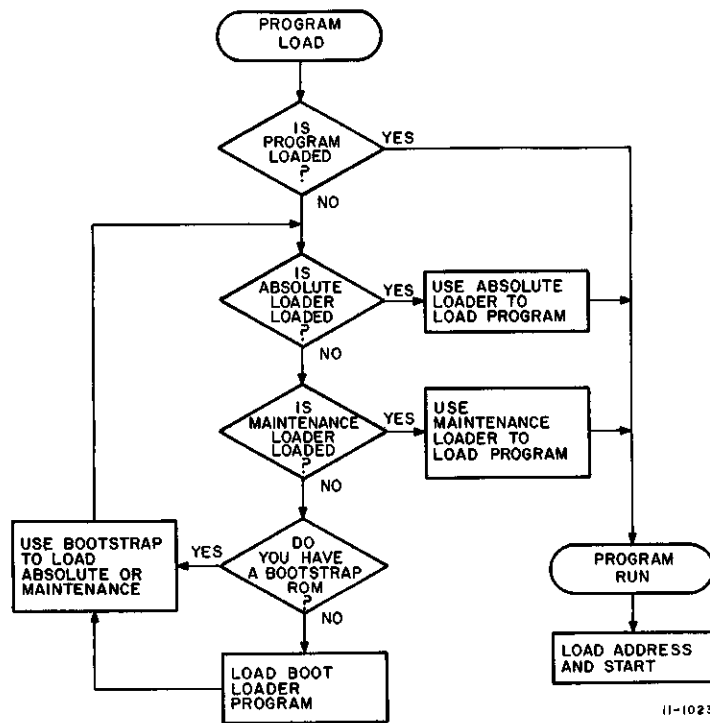 PROGRAM
LOAD
IS
PROGRAM
LOADED
?
YES
NO
IS
ABSOLUTE
LOADER
LOADED
?
YES
USE ABSOLUTE
LOADER TO
LOAD PROGRAM
NO
IS
MAINTENANCE
LOADER
LOADED
?
YES
USE
MAINTENANCE
LOADER TO
LOAD PROGRAM
NO
DO
YOU HAVE
A BOOTSTRAP
ROM
?
YES
USE BOOTSTRAP
TO LOAD
ABSOLUTE OR
MAINTENANCE
NO
LOAD BOOT
LOADER
PROGRAM
PROGRAM
RUN
LOAD ADDRESS
AND START
11-1023